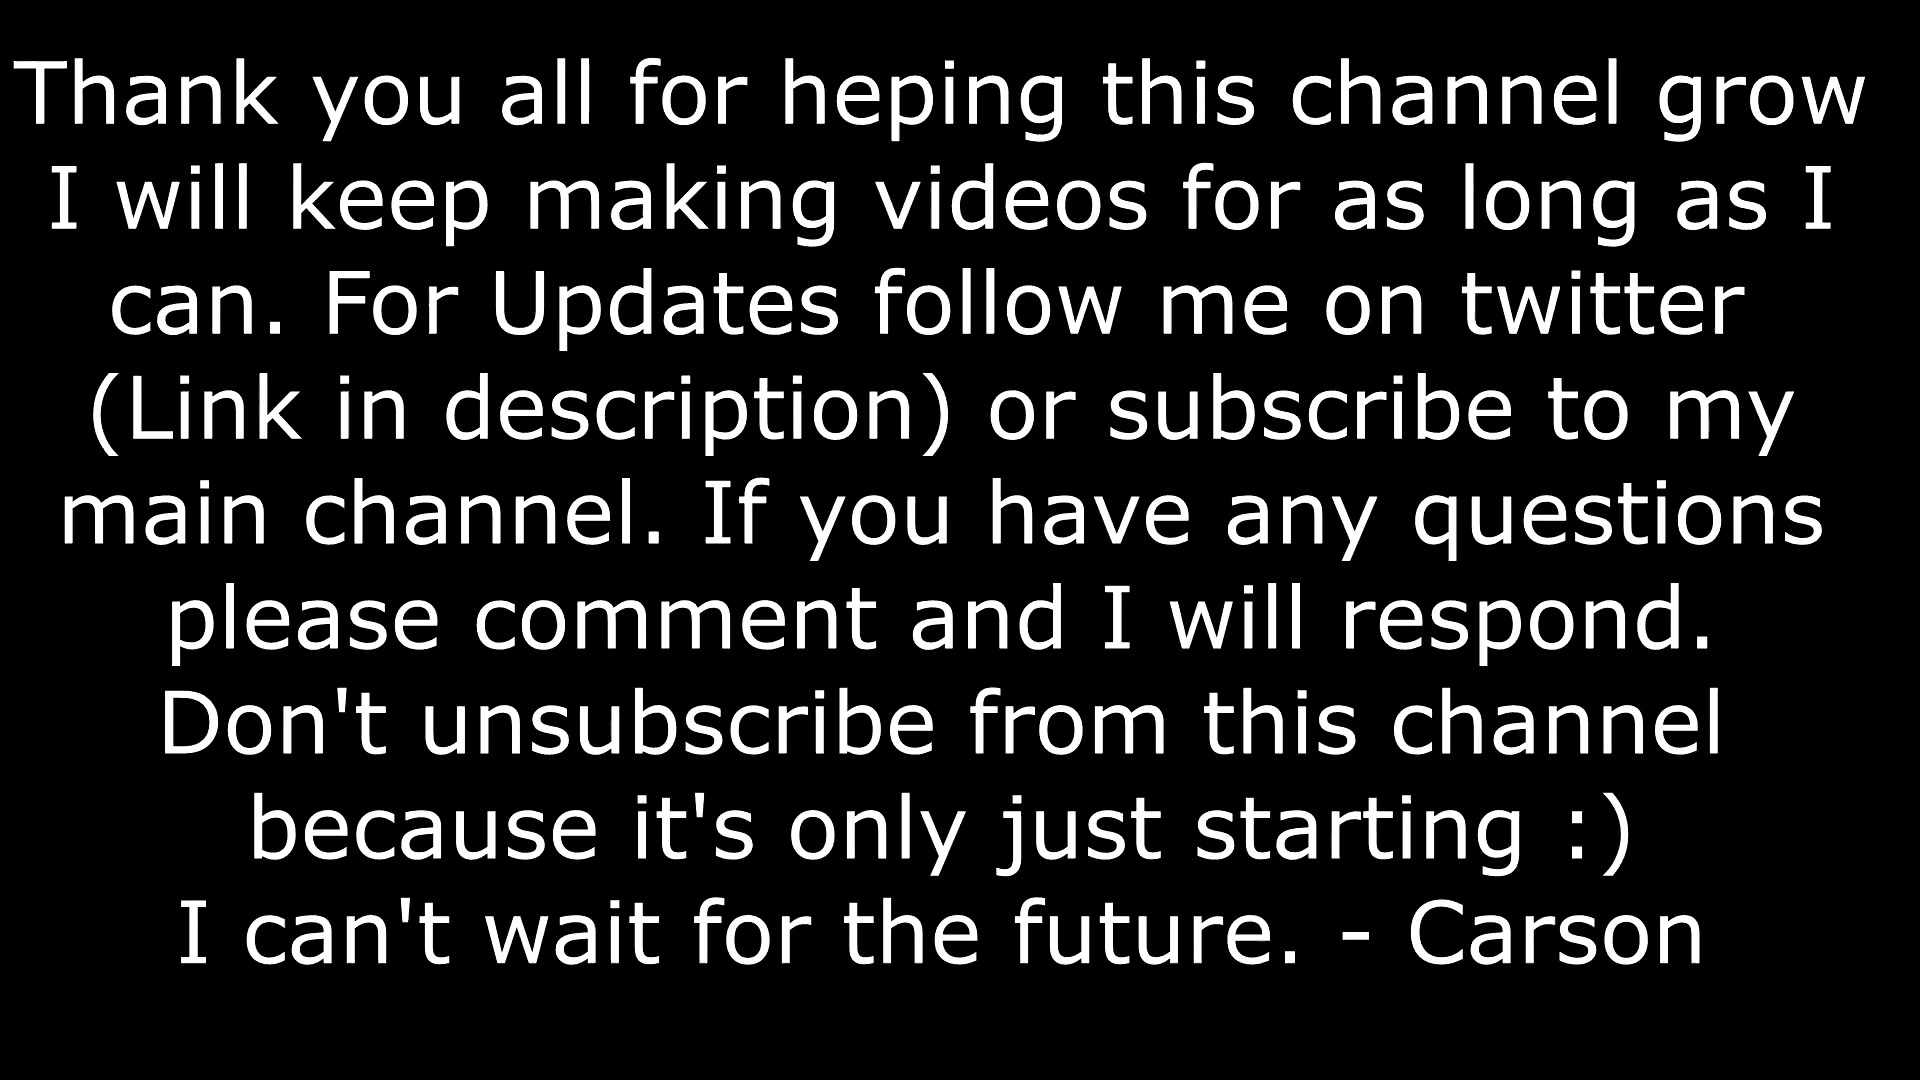 Thank you all for heping this channel grow
I will keep making videos for as long as I
can. For Updates follow me on twitter
(Link in description) or subscribe to my
main channel. If you have any questions
please comment and I will respond.
Don't unsubscribe from this channel
because it's only just starting :)
I can't wait for the future. - Carson